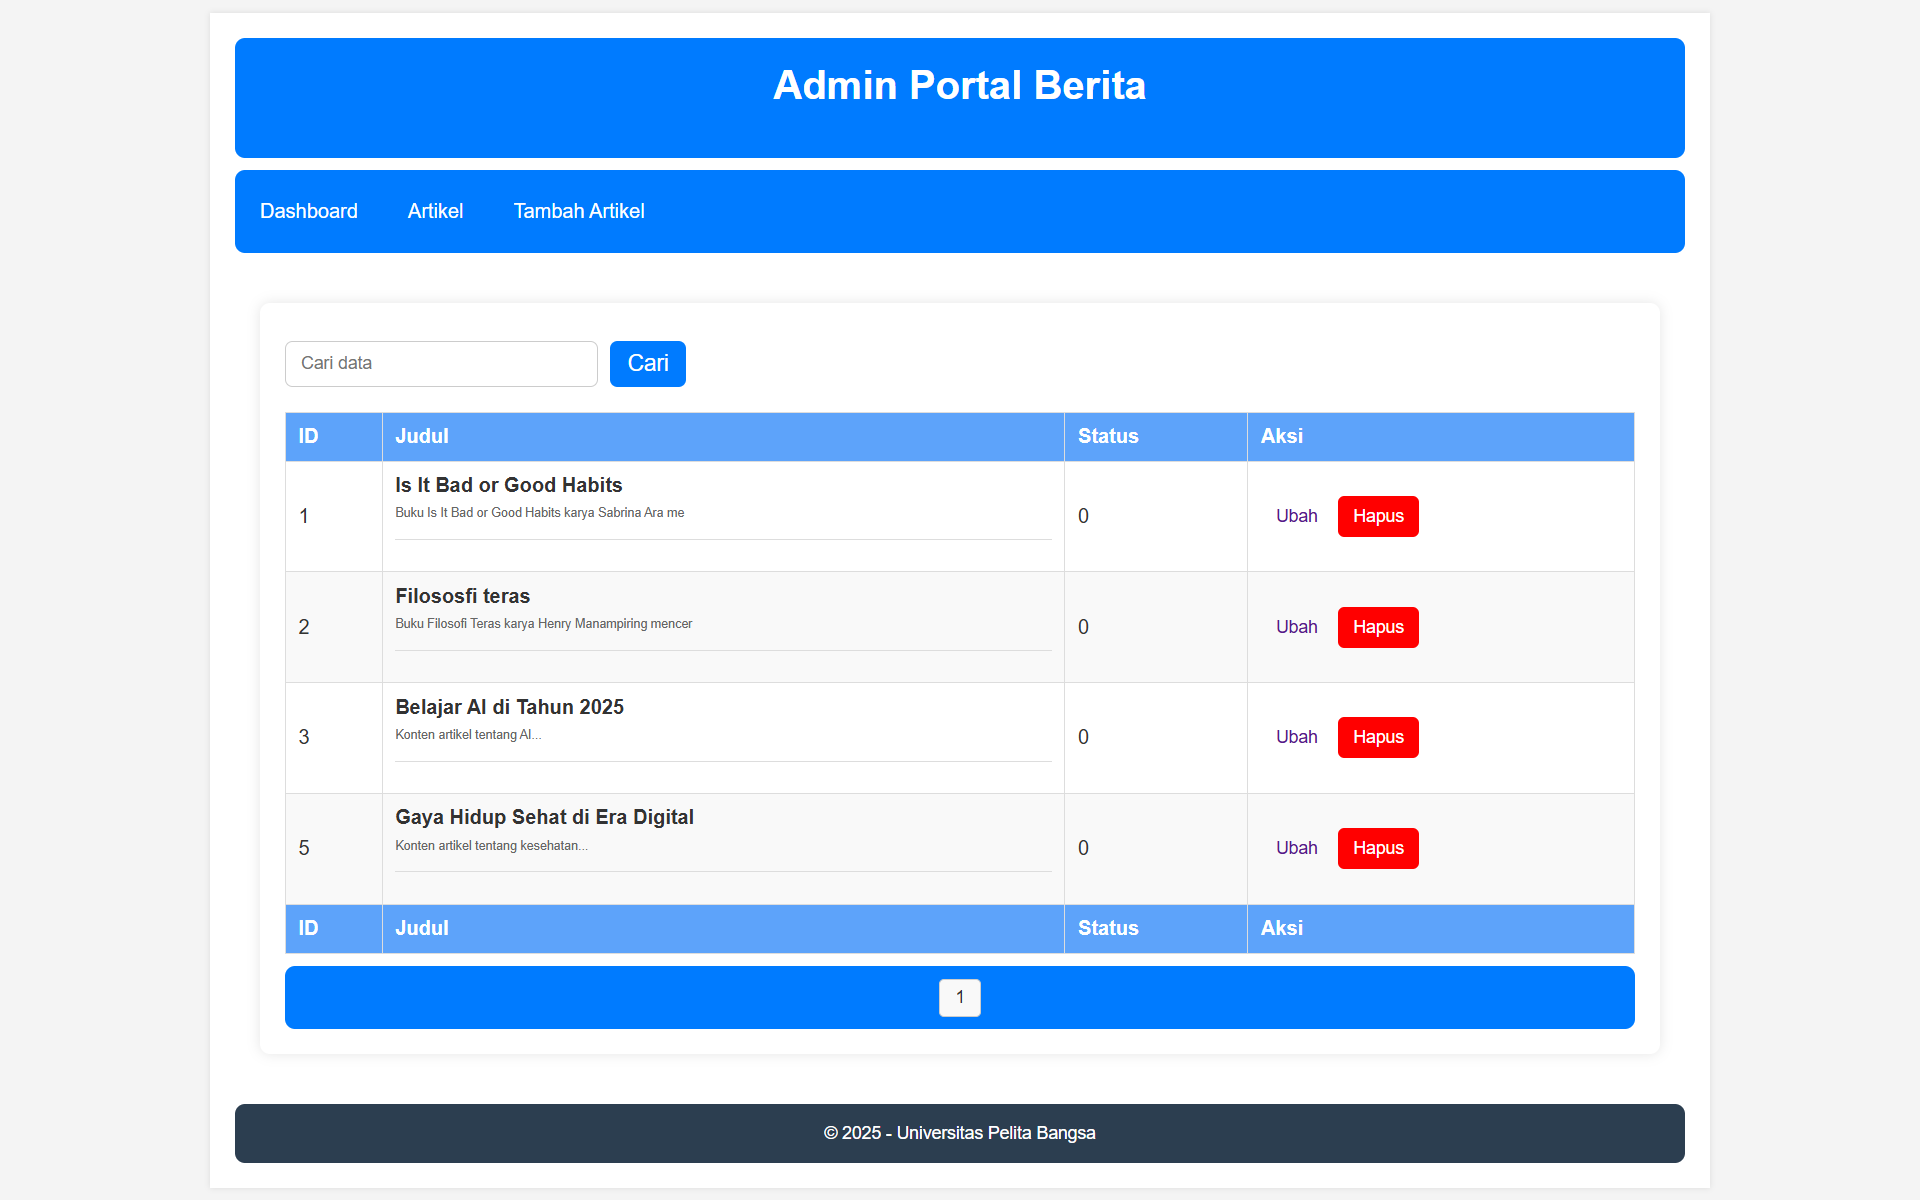 Admin Portal Berita
Dashboard Artikel Tambah Artikel
Cari data Cari
ID Judul Status Aksi
Is It Bad or Good Habits
Buku Is It Bad or Good Habits karya Sabrina Ara me
1 0 Ubah Hapus
Filososfi teras
Buku Filosofi Teras karya Henry Manampiring mencer
2 0 Ubah Hapus
Belajar AI di Tahun 2025
Konten artikel tentang AI...
3 0 Ubah Hapus
Gaya Hidup Sehat di Era Digital
Konten artikel tentang kesehatan...
5 0 Ubah Hapus
ID Judul Status Aksi
1
© 2025 - Universitas Pelita Bangsa